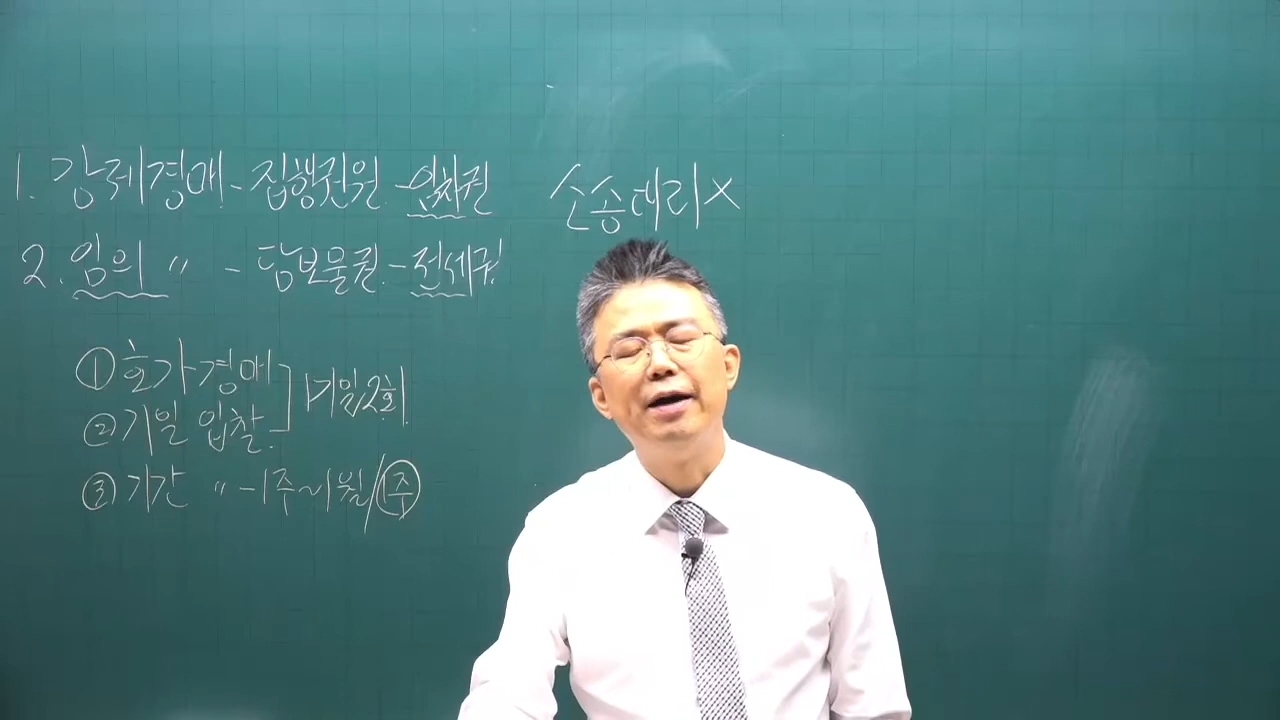 1. 강제경매 - 집행권원 - 임차권 소송대리 X
2. 임의 〃 - 담보물권 - 전세권
① 호가경매
② 기일 입찰 1기일 2회
③ 기간 〃 - 1주~1월/1주